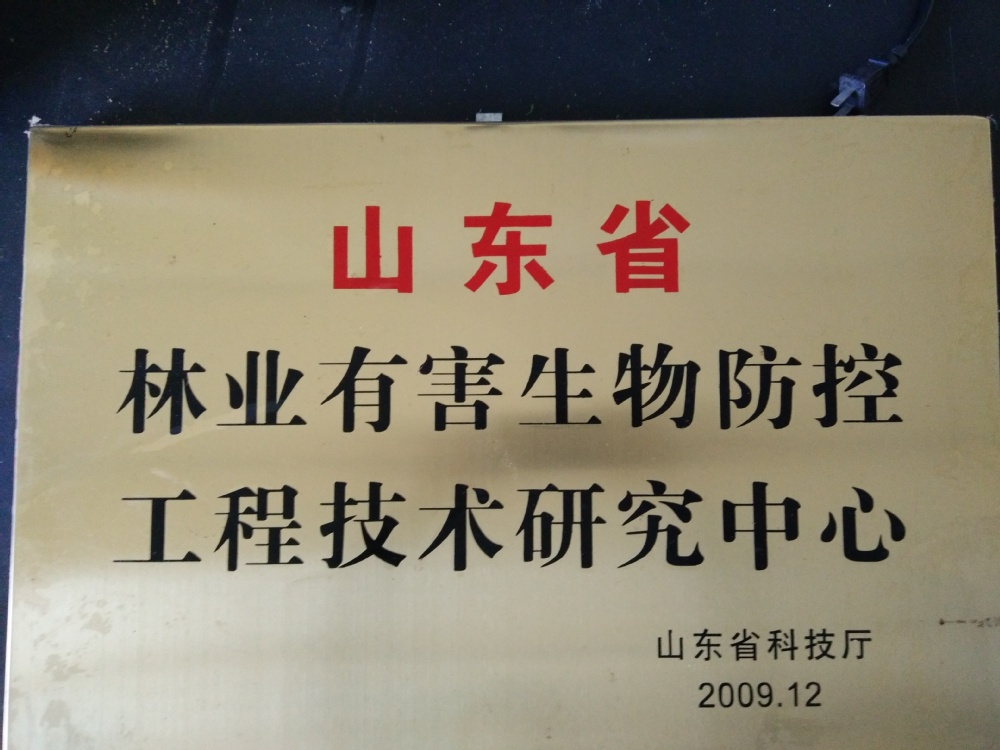 山东省
林业有害生物防控
工程技术研究中心
山东省科技厅
2009.12